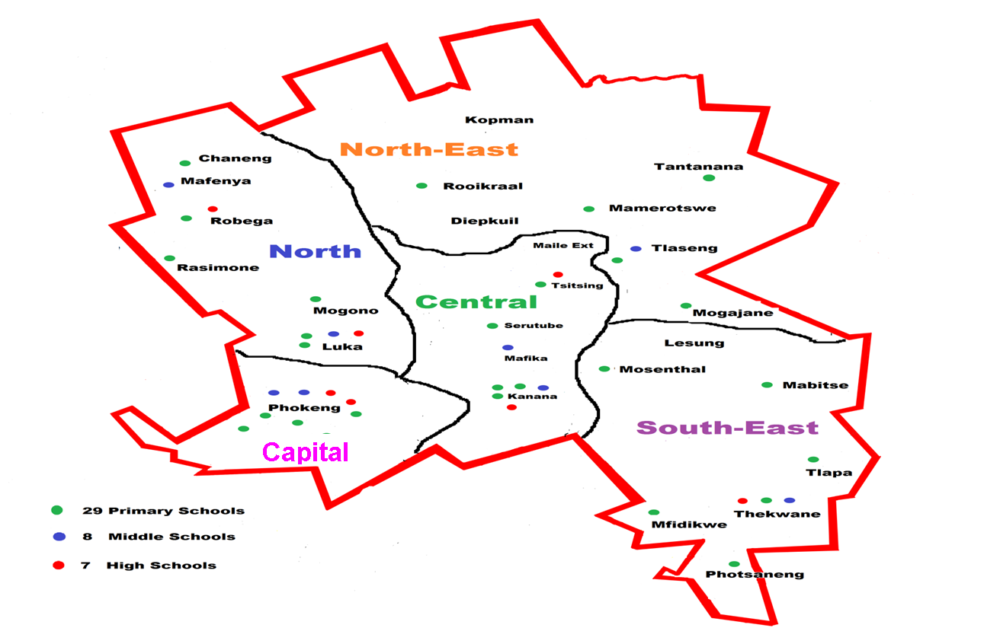 Kopman
North-East
Chaneng
Tantanana
Mafenya
Rooikraal
Mamerotswe
Robega
Diepkuil
North
Maile Ext
Tlaseng
Rasimone
Tsitsing
Central
Mogono
Mogajane
Serutube
Luka
Lesung
Mafika
Mosenthal
Mabitse
Kanana
Phokeng
South-East
Capital
Tlapa
29 Primary Schools
Thekwane
Mfidikwe
8 Middle Schools
7 High Schools
Photsaneng